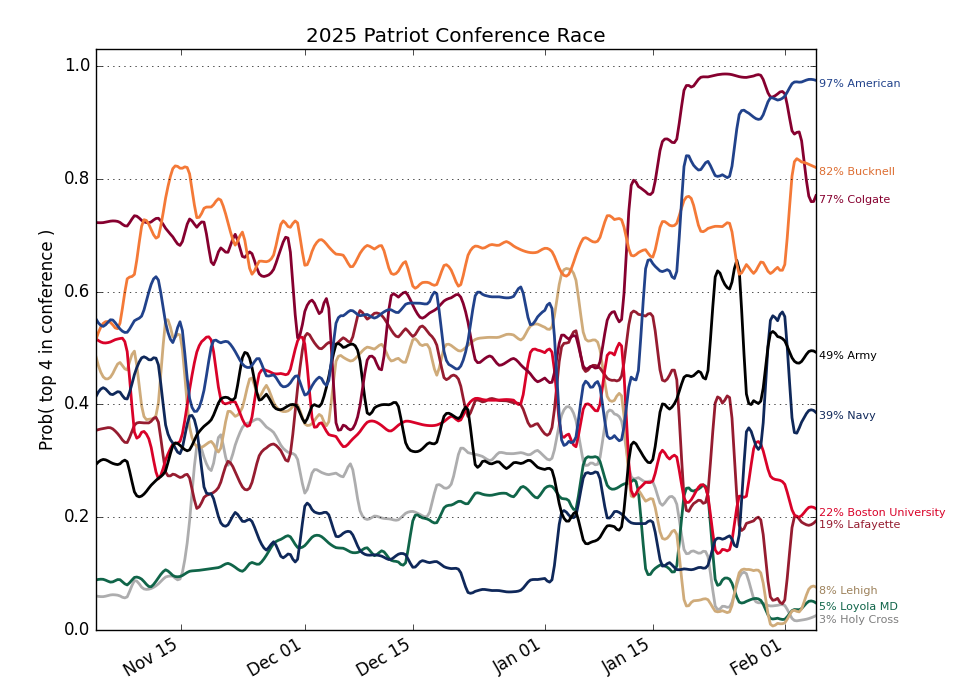 2025 Patriot Conference Race
Prob( top 4 in conference )
1.0
0.8
0.6
0.4
0.2
0.0
Nov 15
Dec 01
Dec 15
Jan 01
Jan 15
Feb 01
97% American
82% Bucknell
77% Colgate
49% Army
39% Navy
22% Boston University
19% Lafayette
8% Lehigh
5% Loyola MD
3% Holy Cross